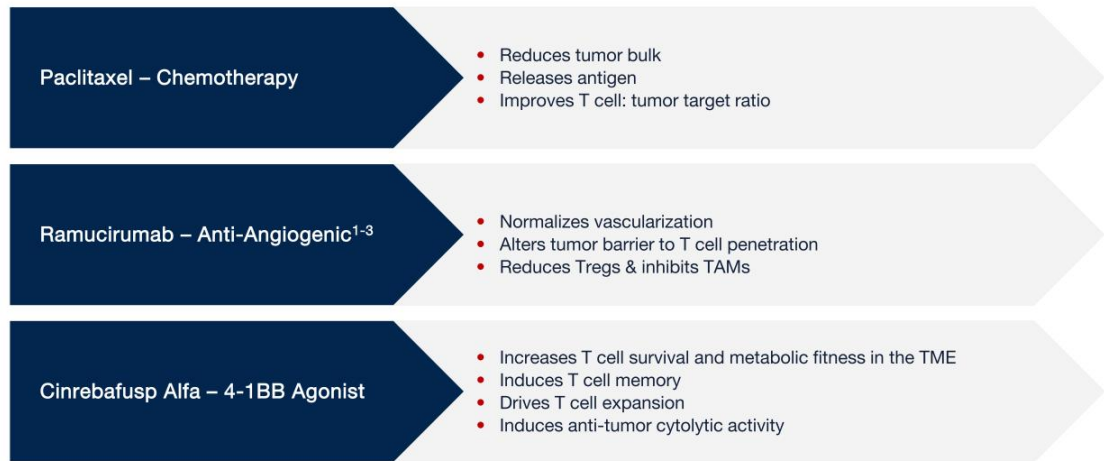 Paclitaxel – Chemotherapy
• Reduces tumor bulk
• Releases antigen
• Improves T cell: tumor target ratio
Ramucirumab – Anti-Angiogenic¹⁻³
• Normalizes vascularization
• Alters tumor barrier to T cell penetration
• Reduces Tregs & inhibits TAMs
Cinrebafusp Alfa – 4-1BB Agonist
• Increases T cell survival and metabolic fitness in the TME
• Induces T cell memory
• Drives T cell expansion
• Induces anti-tumor cytolytic activity